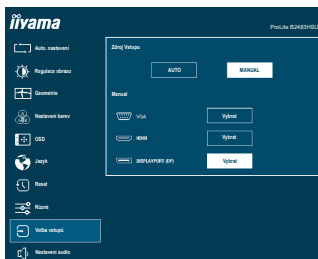 iiyama
ProLite B2483HSU
Auto. nastavení
Regulace obrazu
Geometrie
Nastavení barev
OSD
Jazyk
Reset
Různé
Volba vstupů
Nastavení audio
Zdroj Vstupu
AUTO
MANUAL
Manual
VGA
Vybrat
HDMI
Vybrat
DISPLAYPORT (DP)
Vybrat